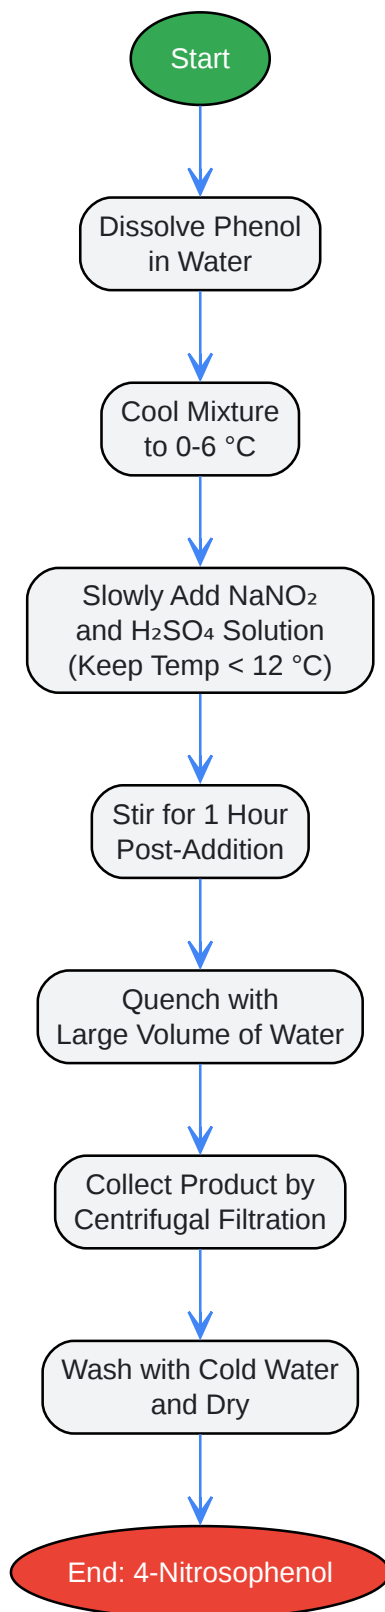 Start
Dissolve Phenol
in Water
Cool Mixture
to 0-6 °C
Slowly Add NaNO₂
and H₂SO₄ Solution
(Keep Temp < 12 °C)
Stir for 1 Hour
Post-Addition
Quench with
Large Volume of Water
Collect Product by
Centrifugal Filtration
Wash with Cold Water
and Dry
End: 4-Nitrosophenol